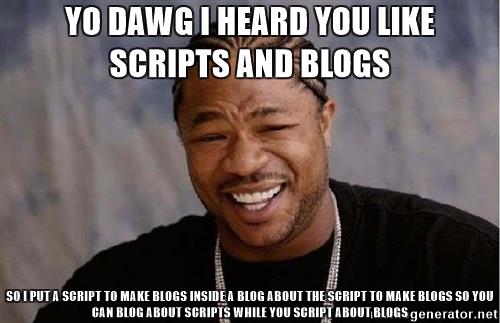 YO DAWG I HEARD YOU LIKE
SCRIPTS AND BLOGS
SO I PUT A SCRIPT TO MAKE BLOGS INSIDE A BLOG ABOUT THE SCRIPT TO MAKE BLOGS SO YOU
CAN BLOG ABOUT SCRIPTS WHILE YOU SCRIPT ABOUT BLOGS
generator.net